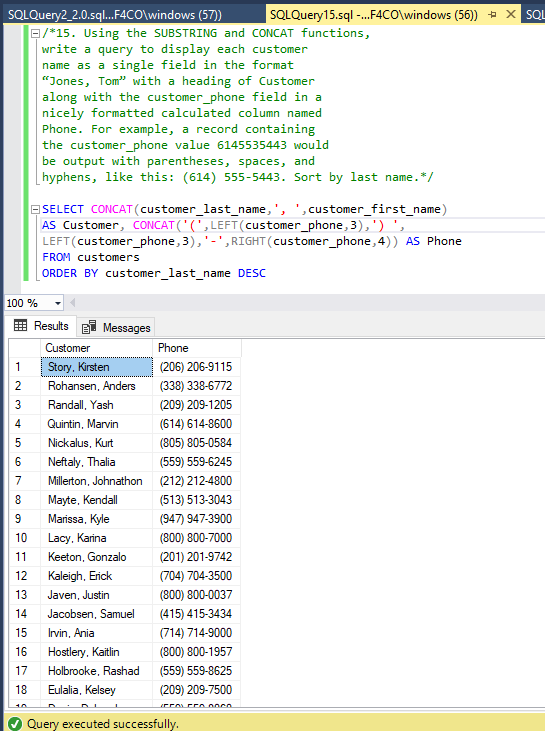 SQLQuery2_2.0.sql...F4CO\windows (57)) SQLQuery15.sql -...F4CO\windows (56)) SQL
/*15. Using the SUBSTRING and CONCAT functions,
write a query to display each customer
name as a single field in the format
“Jones, Tom” with a heading of Customer
along with the customer_phone field in a
nicely formatted calculated column named
Phone. For example, a record containing
the customer_phone value 6145535443 would
be output with parentheses, spaces, and
hyphens, like this: (614) 555-5443. Sort by last name.*/
SELECT CONCAT(customer_last_name,', ',customer_first_name)
AS Customer, CONCAT('(',LEFT(customer_phone,3),') ',
LEFT(customer_phone,3),'-',RIGHT(customer_phone,4)) AS Phone
FROM customers
ORDER BY customer_last_name DESC
100 %
Results Messages
Customer Phone
1 Story, Kirsten (206) 206-9115
2 Rohansen, Anders (338) 338-6772
3 Randall, Yash (209) 209-1205
4 Quintin, Marvin (614) 614-8600
5 Nickalus, Kurt (805) 805-0584
6 Neftaly, Thalia (559) 559-6245
7 Millerton, Johnathon (212) 212-4800
8 Mayte, Kendall (513) 513-3043
9 Marissa, Kyle (947) 947-3900
10 Lacy, Karina (800) 800-7000
11 Keeton, Gonzalo (201) 201-9742
12 Kaleigh, Erick (704) 704-3500
13 Javen, Justin (800) 800-0037
14 Jacobsen, Samuel (415) 415-3434
15 Irvin, Ania (714) 714-9000
16 Hostlery, Kaitlin (800) 800-1957
17 Holbrooke, Rashad (559) 559-8625
18 Eulalia, Kelsey (209) 209-7500
Query executed successfully.